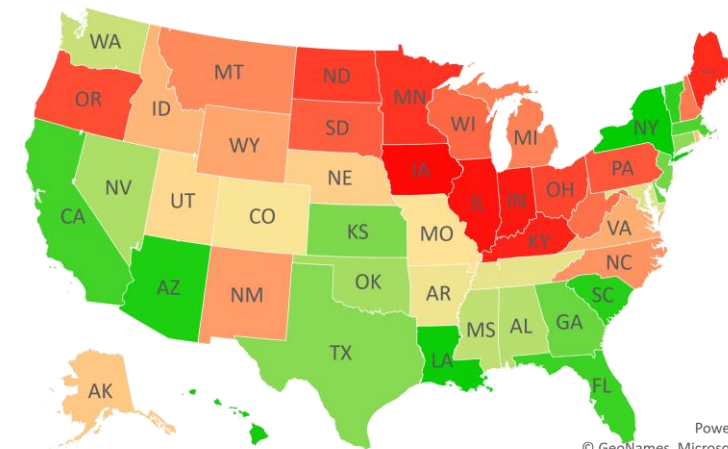 WA
MT
ND
MN
OR
ID
SD
WI
MI
NY
WY
IA
PA
NE
IL
IN
OH
NV
UT
CO
CA
KS
MO
KY
VA
NC
OK
AZ
NM
AR
SC
MS
AL
GA
TX
LA
FL
AK
...
Powe
© GeoNames, Microso